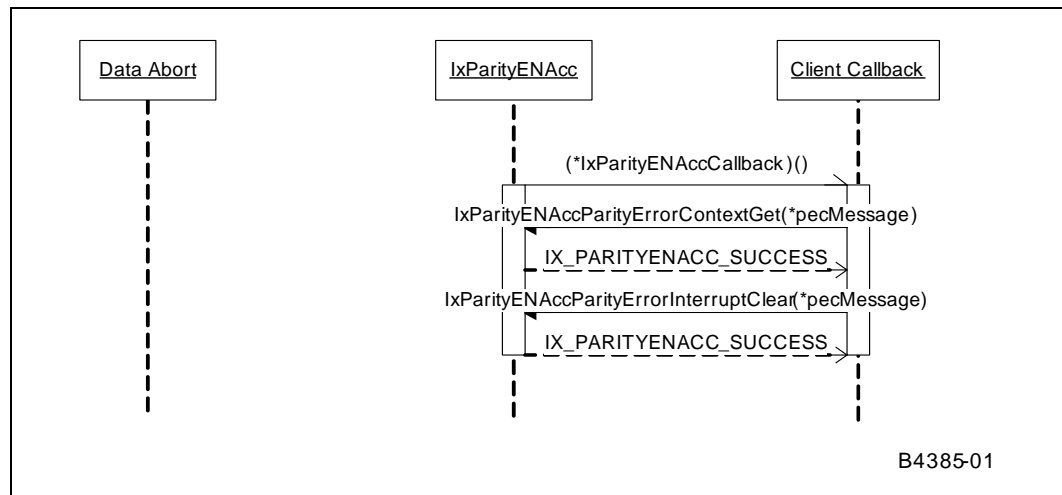 Data Abort
IxParityENAcc
Client Callback
(*IxParityENAccCallback)()
IxParityENAccParityErrorContextGet(*pecMessage)
IX_PARITYENACC_SUCCESS
IxParityENAccParityErrorInterruptClear(*pecMessage)
IX_PARITYENACC_SUCCESS
B4385-01